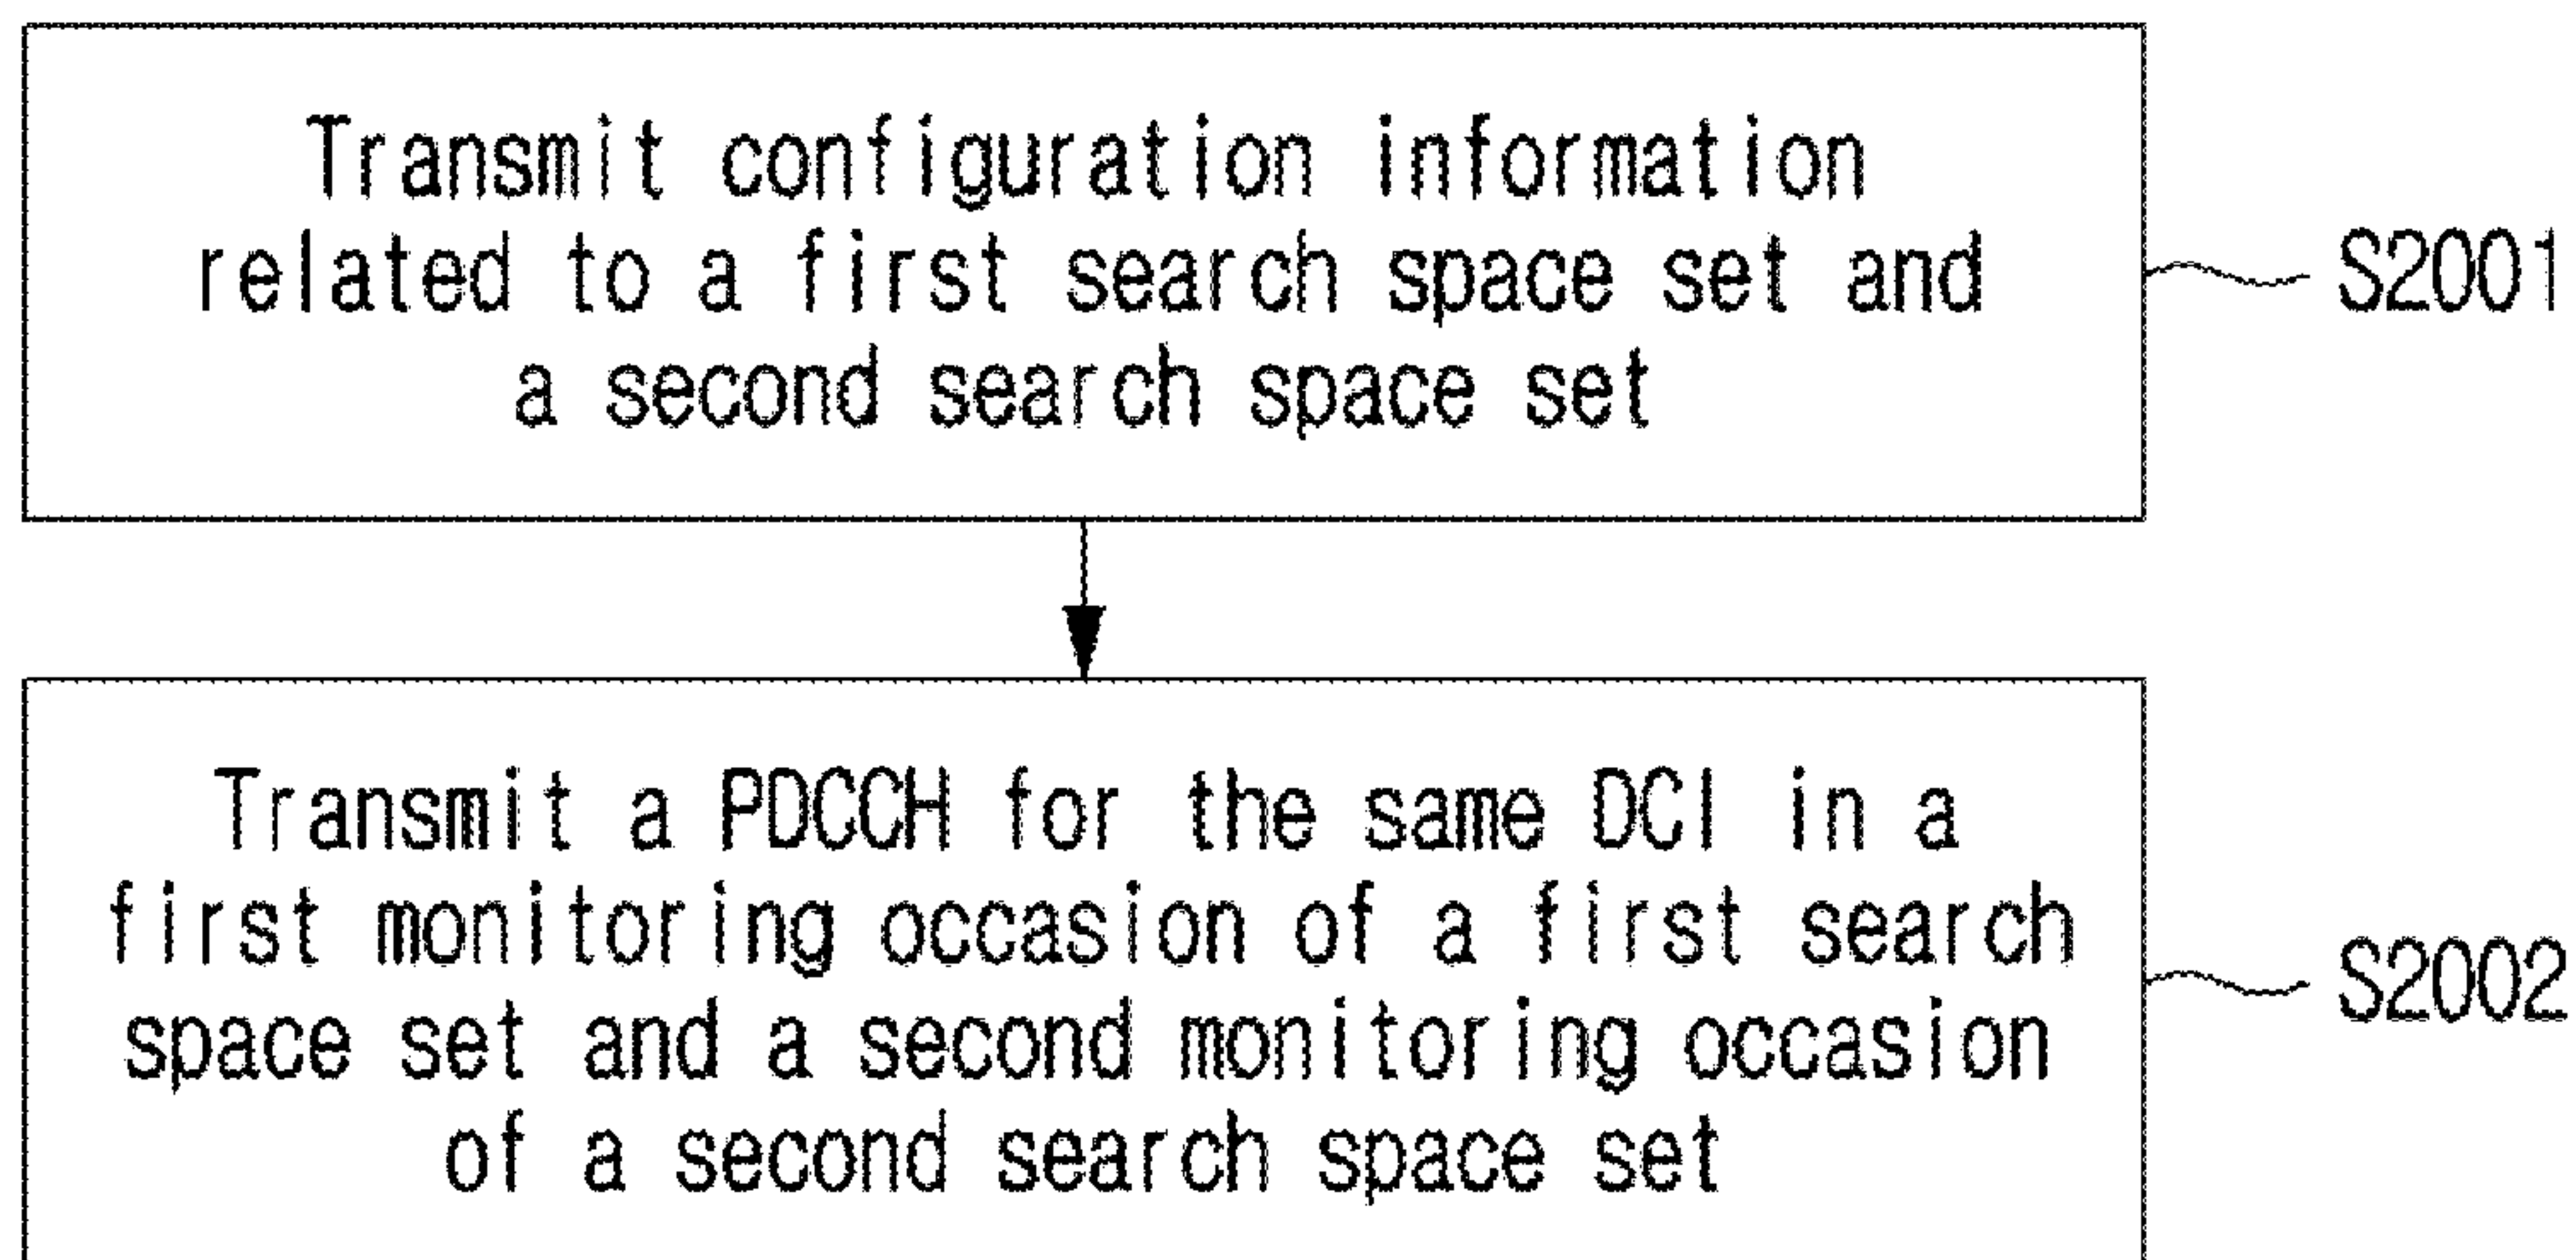 Transmit configuration information
related to a first search space set and
a second search space set
S2001
Transmit a PDCCH for the same DCI in a
first monitoring occasion of a first search
space set and a second monitoring occasion
of a second search space set
S2002